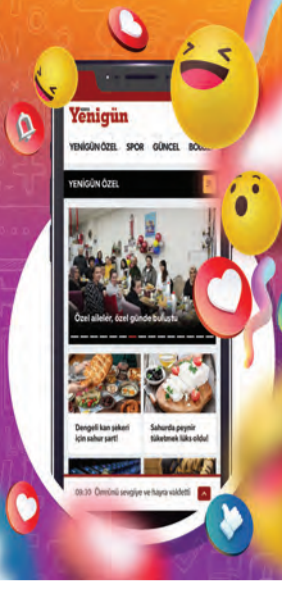 Yenigün
YENİGÜN ÖZEL SPOR GÜNCEL
YENİGÜN ÖZEL
Özel aileler, özel günde buluştu
Dengeli kan şekeri
için sahur şart!
Sahurda peynir
tüketmek lüks oldu!
09:30 Ömrünü sevgiye ve hayra vakfetti